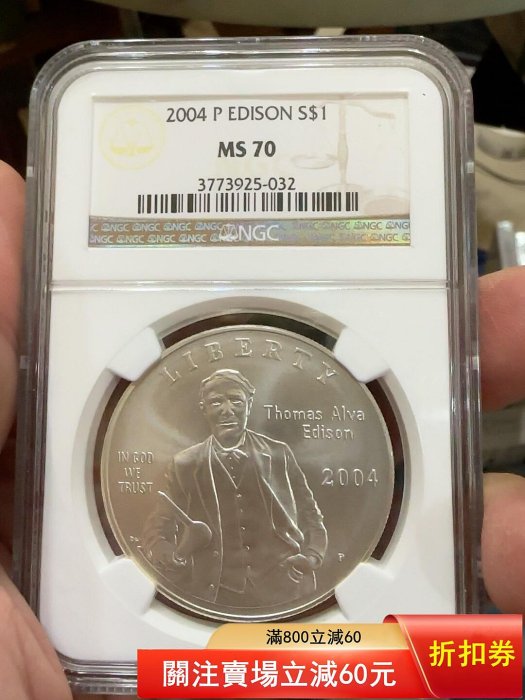 2004 P EDISON S$1
MS 70
3773925-032
NGC
LIBERTY
Thomas Alva
Edison
IN GOD
WE
TRUST
2004
P
滿800立減60
關注賣場立減60元
折扣券